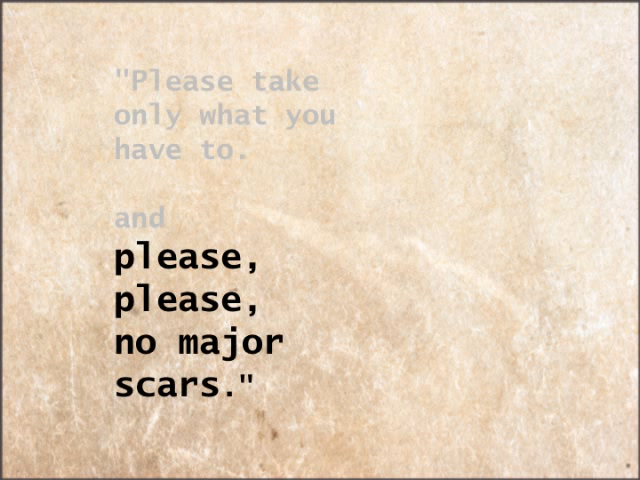 "Please take
only what you
have to.
and
please,
please,
no major
scars."